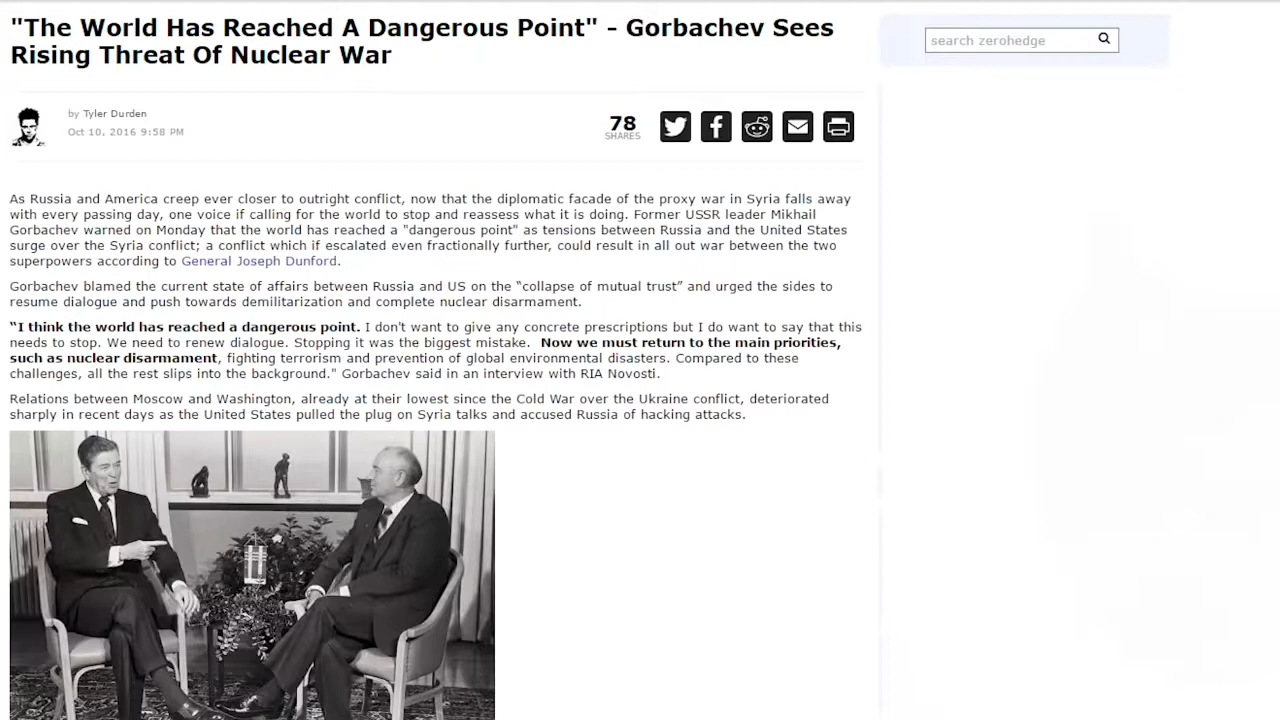 "The World Has Reached A Dangerous Point" - Gorbachev Sees
Rising Threat Of Nuclear War
search zerohedge
by Tyler Durden
Oct 10, 2016 9:58 PM
78
SHARES
As Russia and America creep ever closer to outright conflict, now that the diplomatic facade of the proxy war in Syria falls away
with every passing day, one voice if calling for the world to stop and reassess what it is doing. Former USSR leader Mikhail
Gorbachev warned on Monday that the world has reached a "dangerous point" as tensions between Russia and the United States
surge over the Syria conflict; a conflict which if escalated even fractionally further, could result in all out war between the two
superpowers according to General Joseph Dunford.
Gorbachev blamed the current state of affairs between Russia and US on the “collapse of mutual trust” and urged the sides to
resume dialogue and push towards demilitarization and complete nuclear disarmament.
“I think the world has reached a dangerous point. I don't want to give any concrete prescriptions but I do want to say that this
needs to stop. We need to renew dialogue. Stopping it was the biggest mistake.  Now we must return to the main priorities,
such as nuclear disarmament, fighting terrorism and prevention of global environmental disasters. Compared to these
challenges, all the rest slips into the background." Gorbachev said in an interview with RIA Novosti.
Relations between Moscow and Washington, already at their lowest since the Cold War over the Ukraine conflict, deteriorated
sharply in recent days as the United States pulled the plug on Syria talks and accused Russia of hacking attacks.